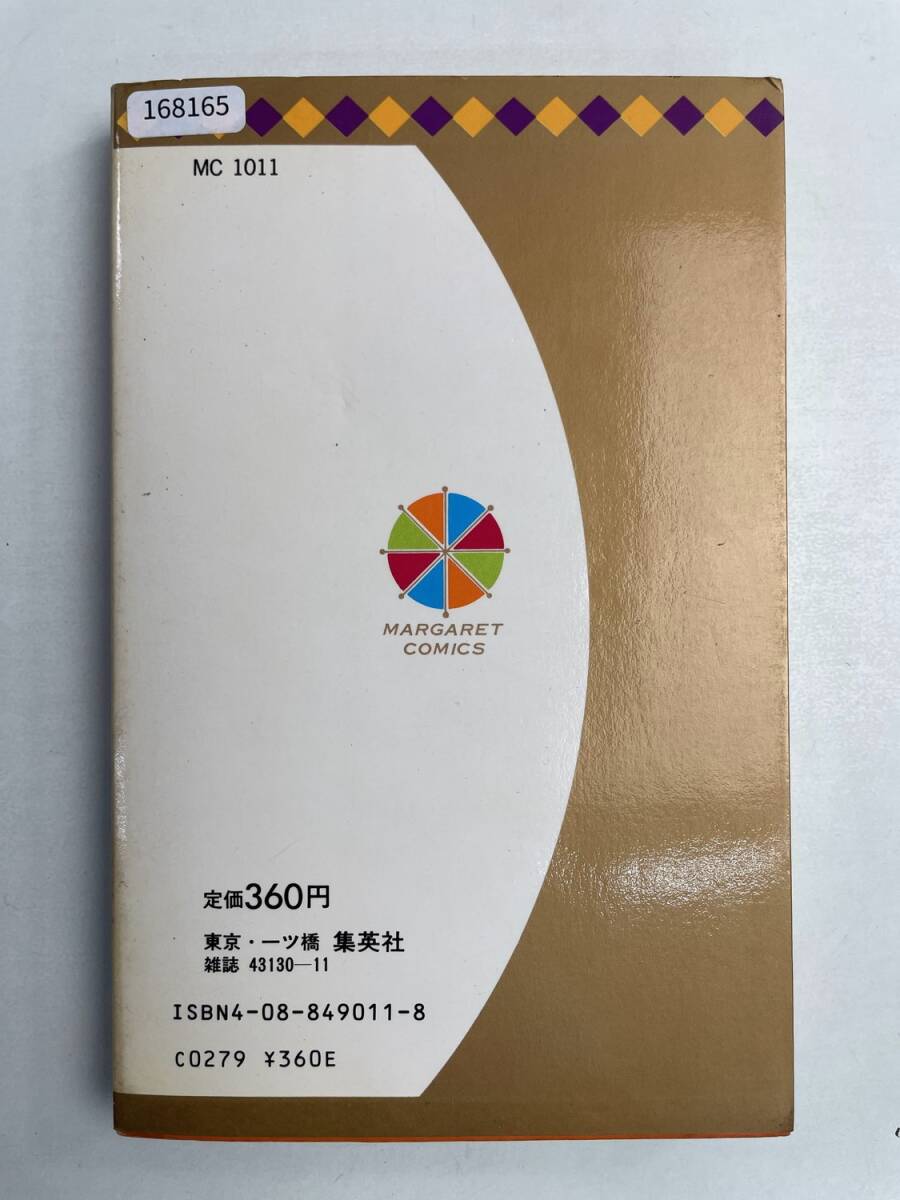 168165
MC 1011
MARGARET
COMICS
定価360円
東京・一ツ橋 集英社
雑誌 43130―11
ISBN4-08-849011-8
C0279 ¥360E